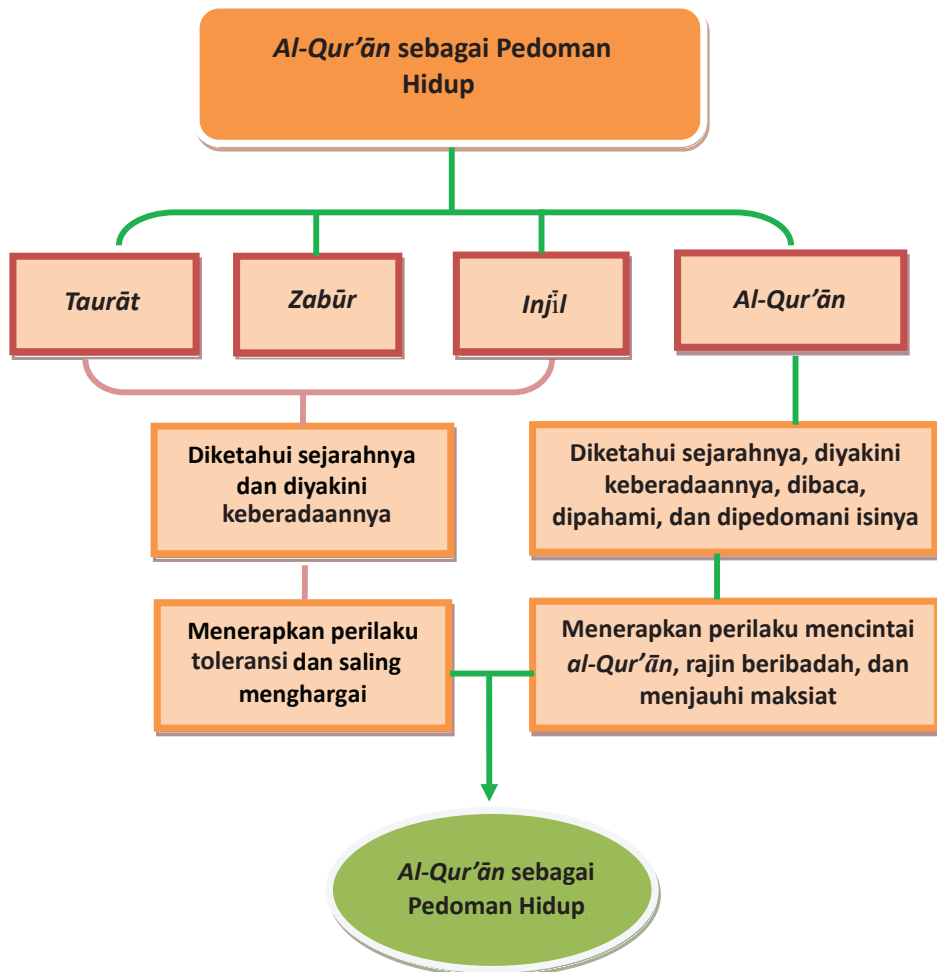 Al-Qur’ān sebagai Pedoman
Hidup
Taurāt
Zabūr
Injīl
Al-Qur’ān
Diketahui sejarahnya
dan diyakini
keberadaannya
Diketahui sejarahnya, diyakini
keberadaannya, dibaca,
dipahami, dan dipedomani isinya
Menerapkan perilaku
toleransi dan saling
menghargai
Menerapkan perilaku mencintai
al-Qur’ān, rajin beribadah, dan
menjauhi maksiat
Al-Qur’ān sebagai
Pedoman Hidup